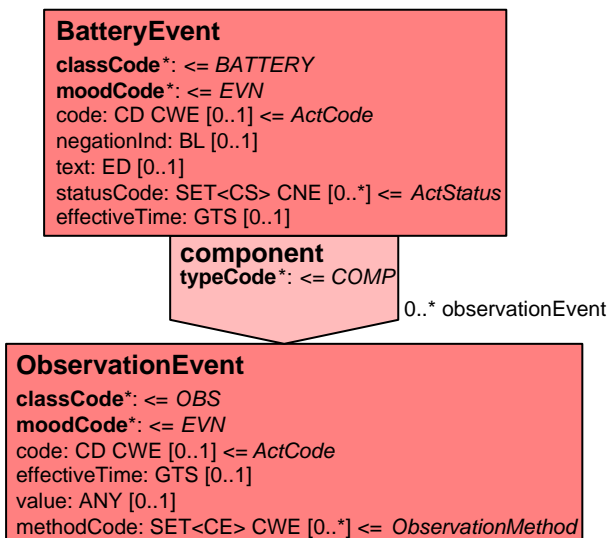 BatteryEvent
classCode*: <= BATTERY
moodCode*: <= EVN
code: CD CWE [0..1] <= ActCode
negationInd: BL [0..1]
text: ED [0..1]
statusCode: SET<CS> CNE [0..*] <= ActStatus
effectiveTime: GTS [0..1]
component
typeCode*: <= COMP
0..* observationEvent
ObservationEvent
classCode*: <= OBS
moodCode*: <= EVN
code: CD CWE [0..1] <= ActCode
effectiveTime: GTS [0..1]
value: ANY [0..1]
methodCode: SET<CE> CWE [0..*] <= ObservationMethod